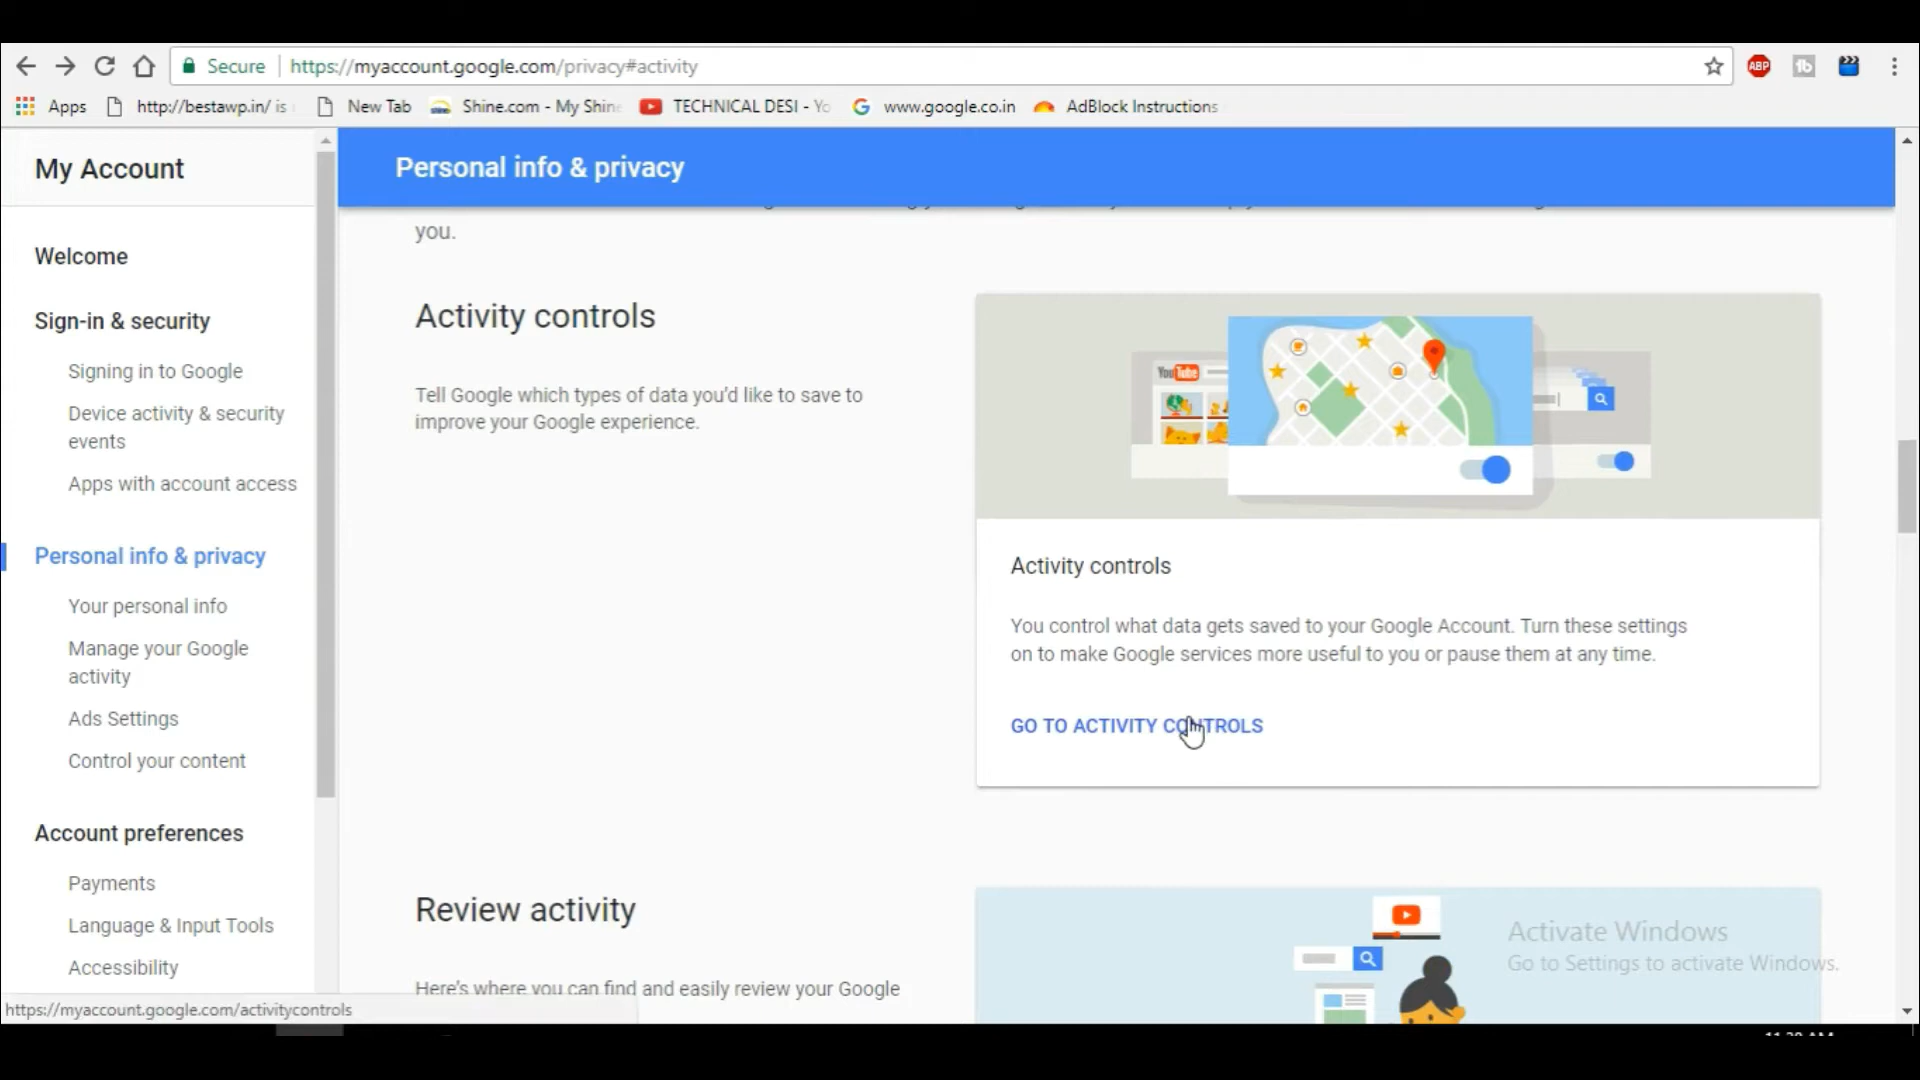 Secure https://myaccount.google.com/privacy#activity
ABP
Apps http://bestawp.in/ is New Tab Shine.com - My Shine TECHNICAL DESI - Yo www.google.co.in AdBlock Instructions
My Account
Personal info & privacy
you.
Welcome
Sign-in & security
Signing in to Google
Device activity & security
events
Apps with account access
Personal info & privacy
Your personal info
Manage your Google
activity
Ads Settings
Control your content
Account preferences
Payments
Language & Input Tools
Accessibility
https://myaccount.google.com/activitycontrols
Activity controls
Tell Google which types of data you'd like to save to
improve your Google experience.
YouTube
Activity controls
You control what data gets saved to your Google Account. Turn these settings
on to make Google services more useful to you or pause them at any time.
GO TO ACTIVITY CONTROLS
Review activity
Here's where you can find and easily review your Google
Activate Windows
Go to Settings to activate Windows.